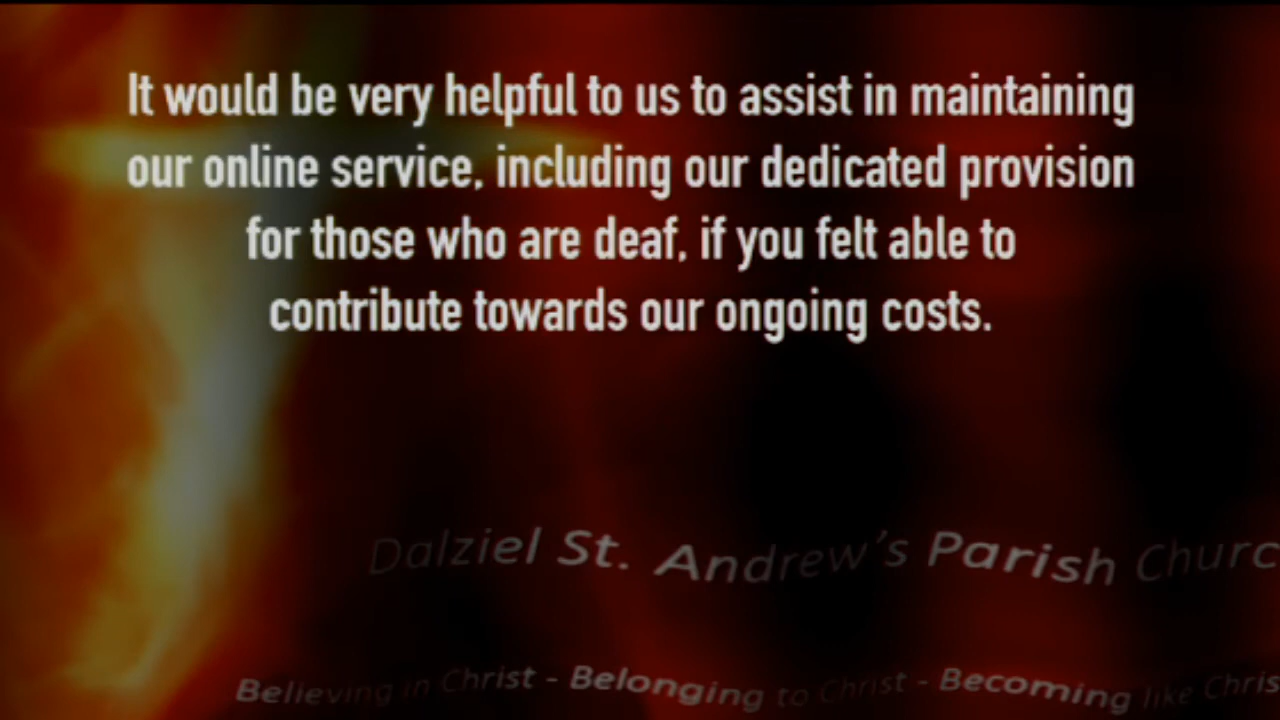 It would be very helpful to us to assist in maintaining
our online service, including our dedicated provision
for those who are deaf, if you felt able to
contribute towards our ongoing costs.
Dalziel St. Andrew's Parish Churc
Believing in Christ - Belonging to Christ - Becoming like Chris